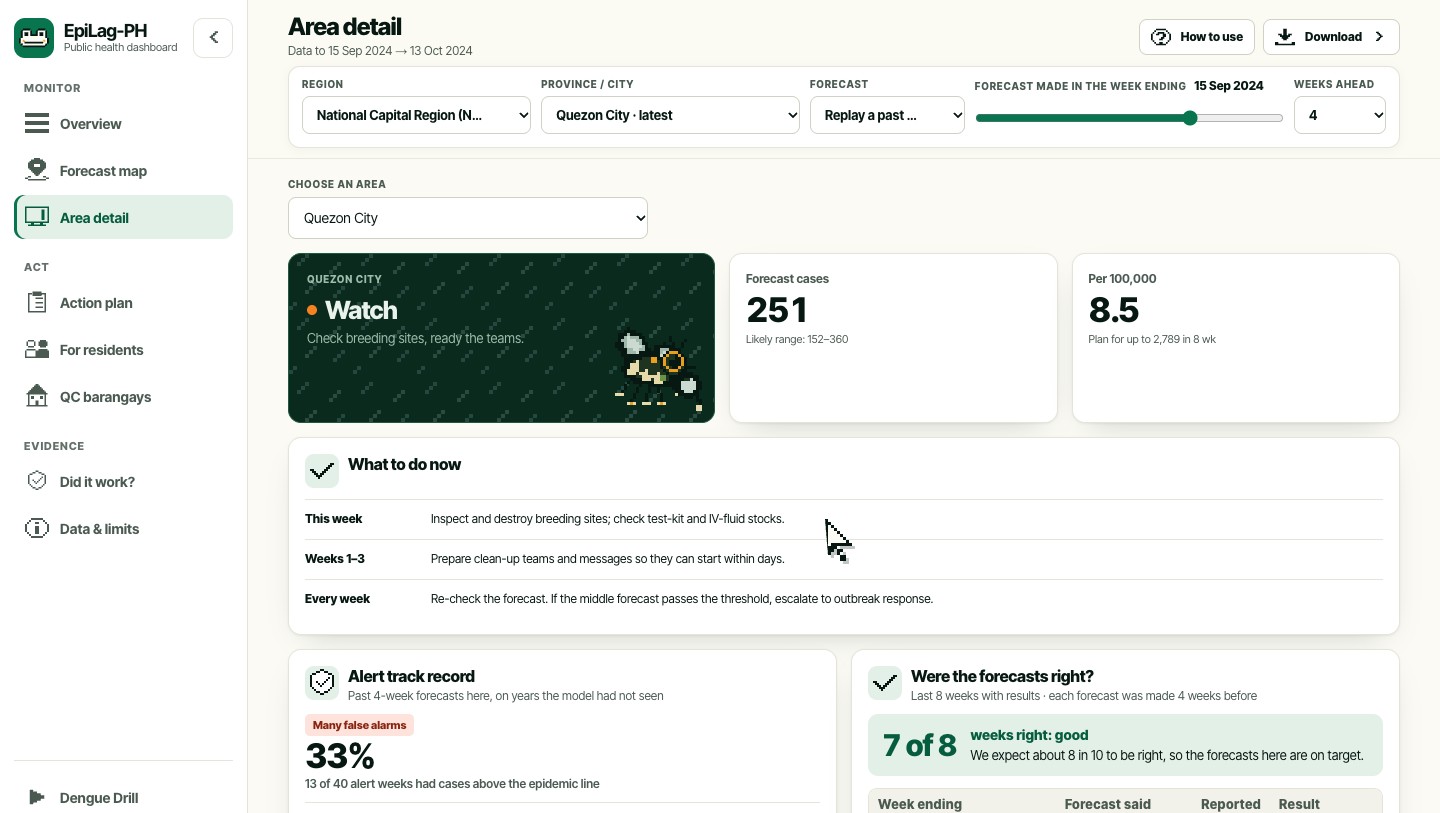 EpiLag-PH
Public health dashboard
MONITOR
Overview
Forecast map
Area detail
ACT
Action plan
For residents
QC barangays
EVIDENCE
Did it work?
Data & limits
Dengue Drill
Area detail
Data to 15 Sep 2024 → 13 Oct 2024
How to use
Download
REGION
National Capital Region (N...
PROVINCE / CITY
Quezon City · latest
FORECAST
Replay a past ...
FORECAST MADE IN THE WEEK ENDING 15 Sep 2024
WEEKS AHEAD
4
CHOOSE AN AREA
Quezon City
QUEZON CITY
Watch
Check breeding sites, ready the teams.
Forecast cases
251
Likely range: 152–360
Per 100,000
8.5
Plan for up to 2,789 in 8 wk
What to do now
This week Inspect and destroy breeding sites; check test-kit and IV-fluid stocks.
Weeks 1–3 Prepare clean-up teams and messages so they can start within days.
Every week Re-check the forecast. If the middle forecast passes the threshold, escalate to outbreak response.
Alert track record
Past 4-week forecasts here, on years the model had not seen
Many false alarms
33%
13 of 40 alert weeks had cases above the epidemic line
Were the forecasts right?
Last 8 weeks with results · each forecast was made 4 weeks before
7 of 8
weeks right: good
We expect about 8 in 10 to be right, so the forecasts here are on target.
Week ending Forecast said Reported Result